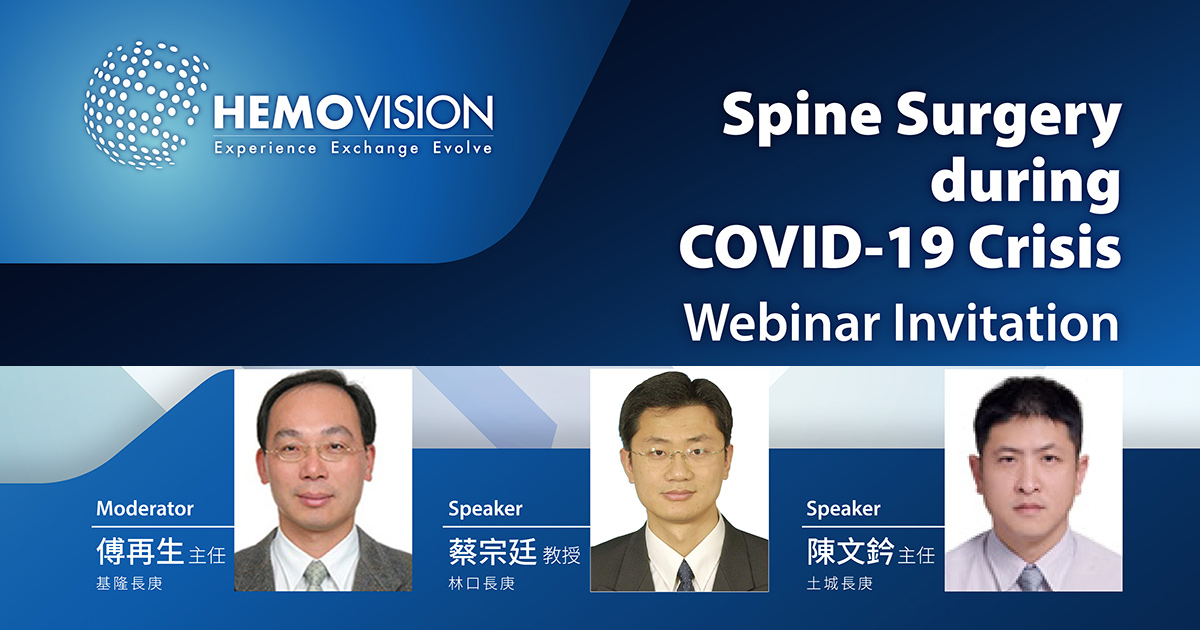 HEMOVISION
Experience Exchange Evolve
Spine Surgery
during
COVID-19 Crisis
Webinar Invitation
Moderator
傅再生 主任
基隆長庚
Speaker
蔡宗廷 教授
林口長庚
Speaker
陳文鈐 主任
土城長庚